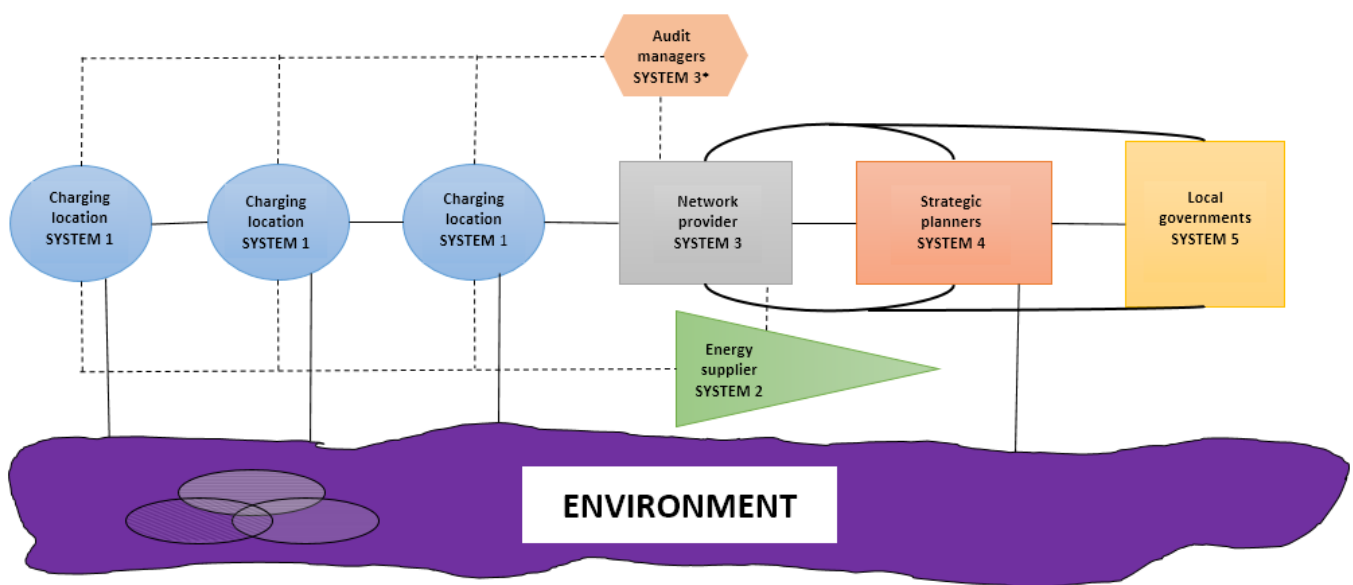 Audit
managers
SYSTEM 3*
Charging
location
SYSTEM 1
Charging
location
SYSTEM 1
Charging
location
SYSTEM 1
Network
provider
SYSTEM 3
Strategic
planners
SYSTEM 4
Local
governments
SYSTEM 5
Energy
supplier
SYSTEM 2
ENVIRONMENT